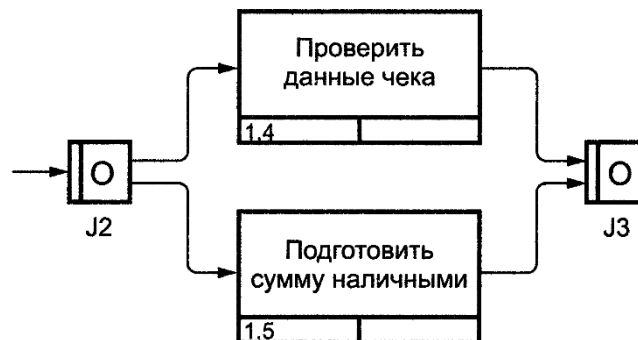 Проверить
данные чека
1,4
О
J2
О
J3
Подготовить
сумму наличными
1,5